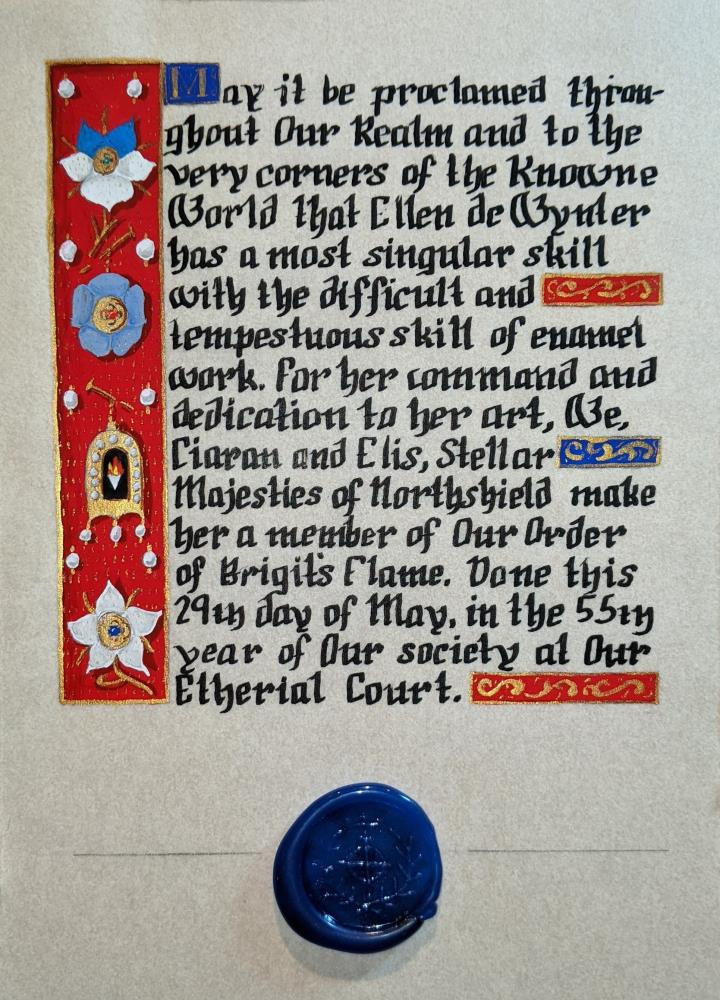 May it be proclamed throu-
ghout Our Realm and to the
very corners of the Knowne
World that Ellen de Wynter
has a most singular skill
with the difficult and
tempestuous skill of enamel
work. For her command and
dedication to her art, We,
Ciaran and Elis, Stellar
Majesties of Northshield make
her a member of Our Order
of Brigit's Flame. Done this
29th day of May, in the 55th
year of Our society at Our
Etherial Court.